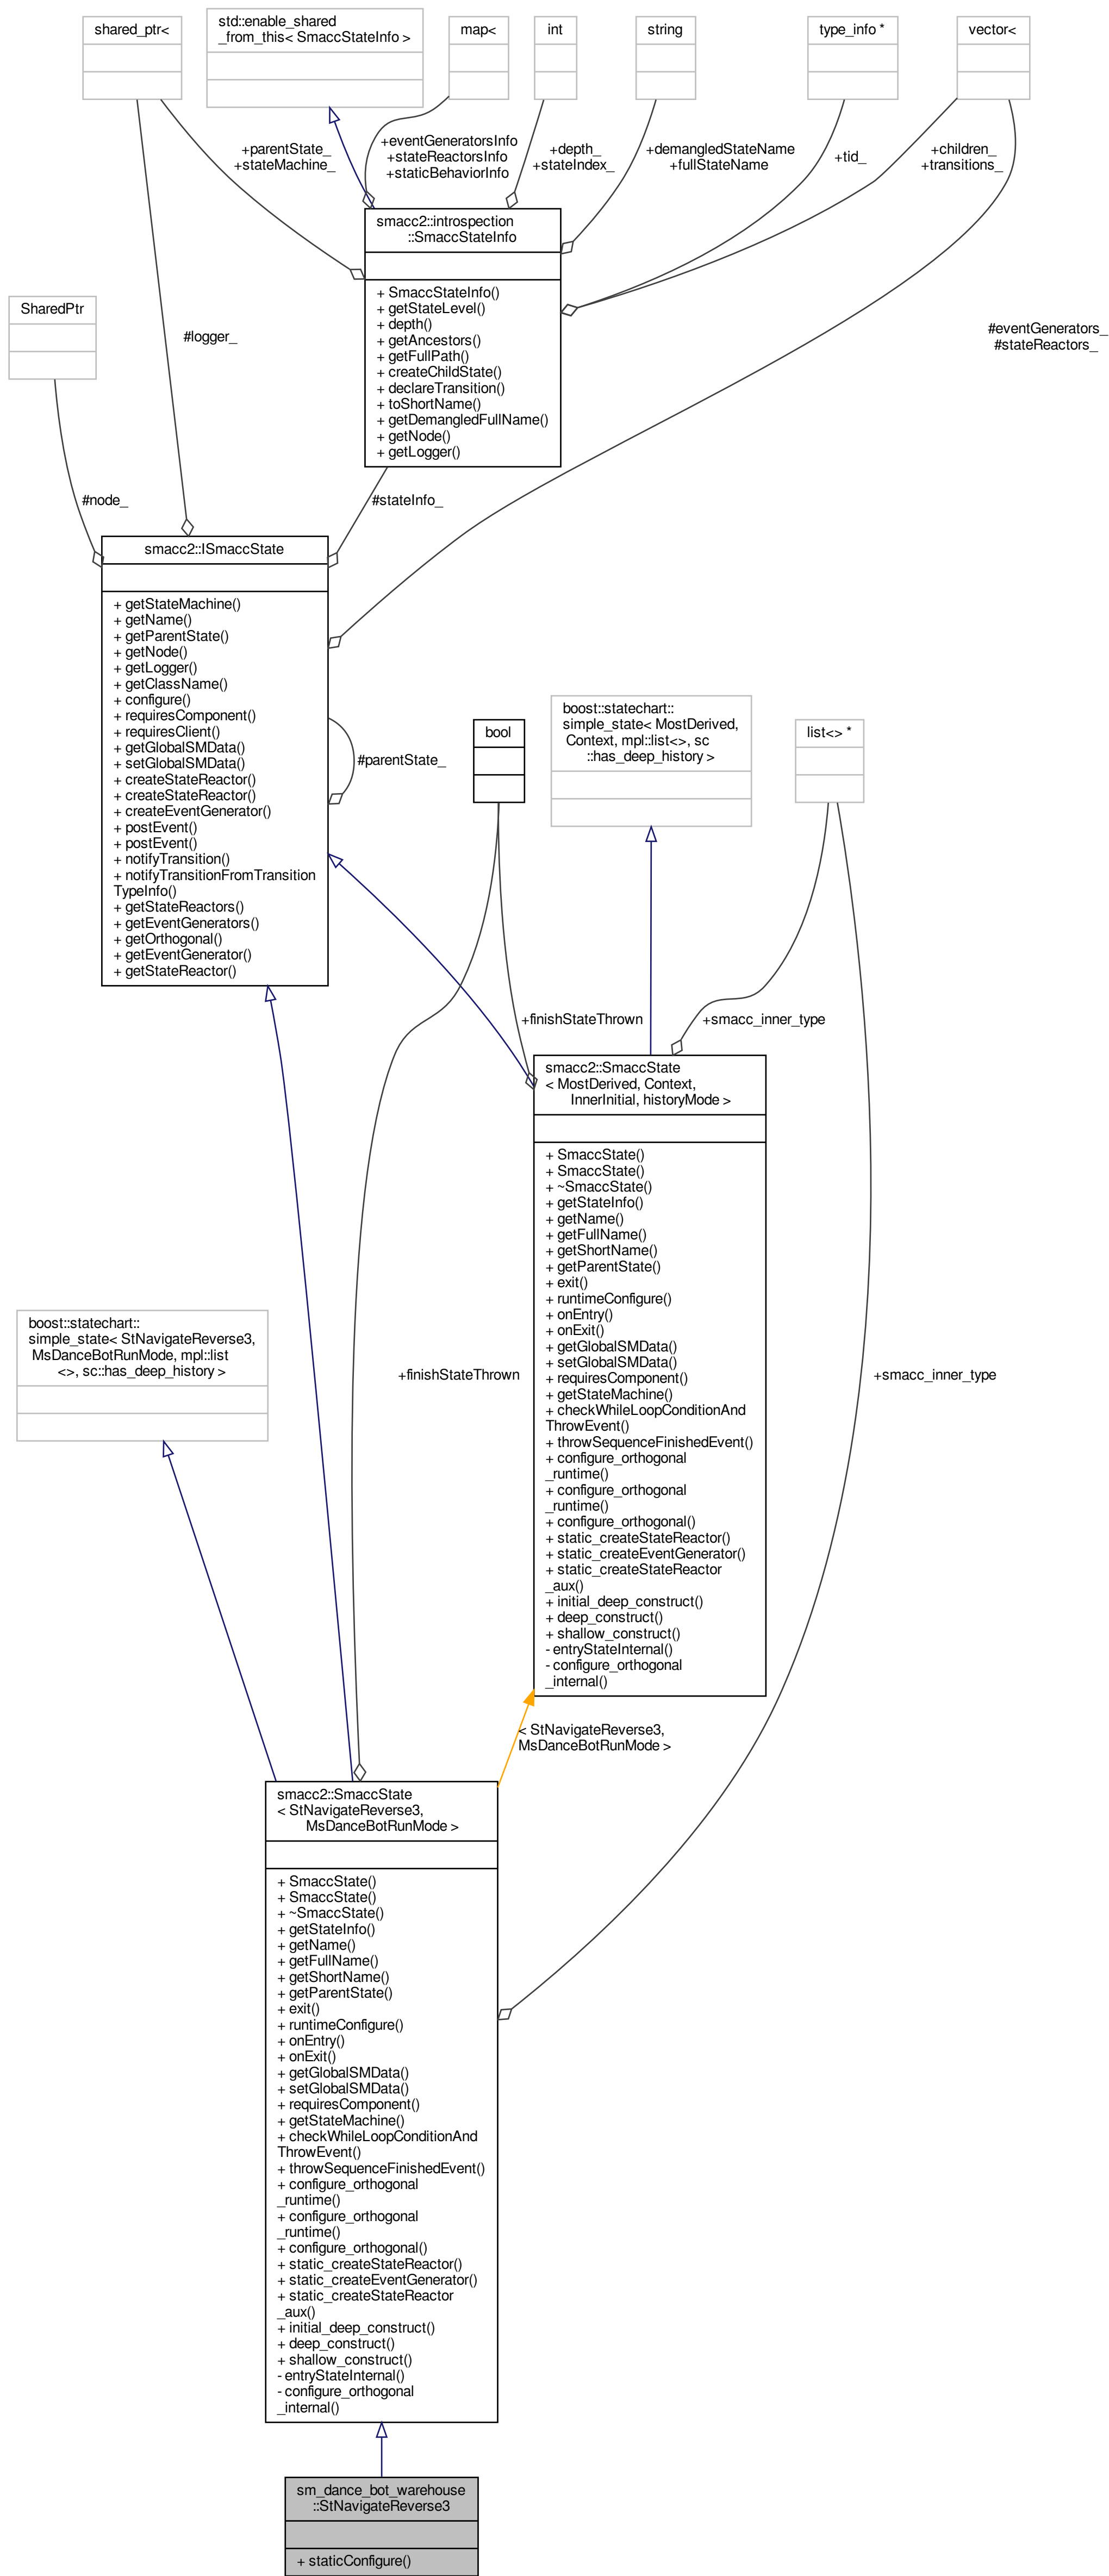 shared_ptr<
std::enable_shared
_from_this< SmaccStateInfo >
map<
int
string
type_info *
vector<
+parentState_
+stateMachine_
+eventGeneratorsInfo
+stateReactorsInfo
+staticBehaviorInfo
+depth_
+stateIndex_
+demangledStateName
+fullStateName
+tid_
+children_
+transitions_
smacc2::introspection
::SmaccStateInfo
+ SmaccStateInfo()
+ getStateLevel()
+ depth()
+ getAncestors()
+ getFullPath()
+ createChildState()
+ declareTransition()
+ toShortName()
+ getDemangledFullName()
+ getNode()
+ getLogger()
SharedPtr
#logger_
#eventGenerators_
#stateReactors_
#node_
#stateInfo_
smacc2::ISmaccState
+ getStateMachine()
+ getName()
+ getParentState()
+ getNode()
+ getLogger()
+ getClassName()
+ configure()
+ requiresComponent()
+ requiresClient()
+ getGlobalSMData()
+ setGlobalSMData()
+ createStateReactor()
+ createStateReactor()
+ createEventGenerator()
+ postEvent()
+ postEvent()
+ notifyTransition()
+ notifyTransitionFromTransition
TypeInfo()
+ getStateReactors()
+ getEventGenerators()
+ getOrthogonal()
+ getEventGenerator()
+ getStateReactor()
#parentState_
bool
boost::statechart::
simple_state< MostDerived,
Context, mpl::list<>, sc
::has_deep_history >
list<> *
+finishStateThrown
+smacc_inner_type
smacc2::SmaccState
< MostDerived, Context,
InnerInitial, historyMode >
+ SmaccState()
+ SmaccState()
+ ~SmaccState()
+ getStateInfo()
+ getName()
+ getFullName()
+ getShortName()
+ getParentState()
+ exit()
+ runtimeConfigure()
+ onEntry()
+ onExit()
+ getGlobalSMData()
+ setGlobalSMData()
+ requiresComponent()
+ getStateMachine()
+ checkWhileLoopConditionAnd
ThrowEvent()
+ throwSequenceFinishedEvent()
+ configure_orthogonal
_runtime()
+ configure_orthogonal
_runtime()
+ configure_orthogonal()
+ static_createStateReactor()
+ static_createEventGenerator()
+ static_createStateReactor
_aux()
+ initial_deep_construct()
+ deep_construct()
+ shallow_construct()
- entryStateInternal()
- configure_orthogonal
_internal()
boost::statechart::
simple_state< StNavigateReverse3,
MsDanceBotRunMode, mpl::list
<>, sc::has_deep_history >
+finishStateThrown
+smacc_inner_type
< StNavigateReverse3,
MsDanceBotRunMode >
smacc2::SmaccState
< StNavigateReverse3,
MsDanceBotRunMode >
+ SmaccState()
+ SmaccState()
+ ~SmaccState()
+ getStateInfo()
+ getName()
+ getFullName()
+ getShortName()
+ getParentState()
+ exit()
+ runtimeConfigure()
+ onEntry()
+ onExit()
+ getGlobalSMData()
+ setGlobalSMData()
+ requiresComponent()
+ getStateMachine()
+ checkWhileLoopConditionAnd
ThrowEvent()
+ throwSequenceFinishedEvent()
+ configure_orthogonal
_runtime()
+ configure_orthogonal
_runtime()
+ configure_orthogonal()
+ static_createStateReactor()
+ static_createEventGenerator()
+ static_createStateReactor
_aux()
+ initial_deep_construct()
+ deep_construct()
+ shallow_construct()
- entryStateInternal()
- configure_orthogonal
_internal()
sm_dance_bot_warehouse
::StNavigateReverse3
+ staticConfigure()